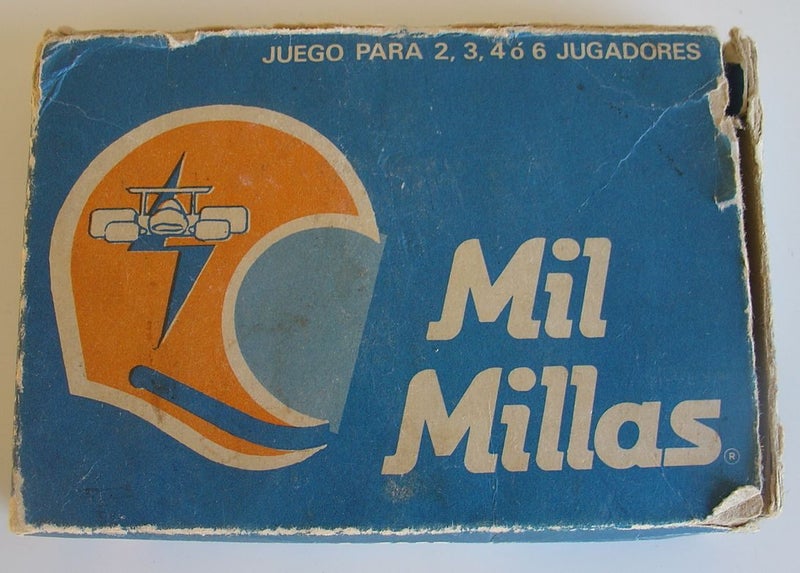 JUEGO PARA 2, 3, 4 ó 6 JUGADORES
Mil
Millas®